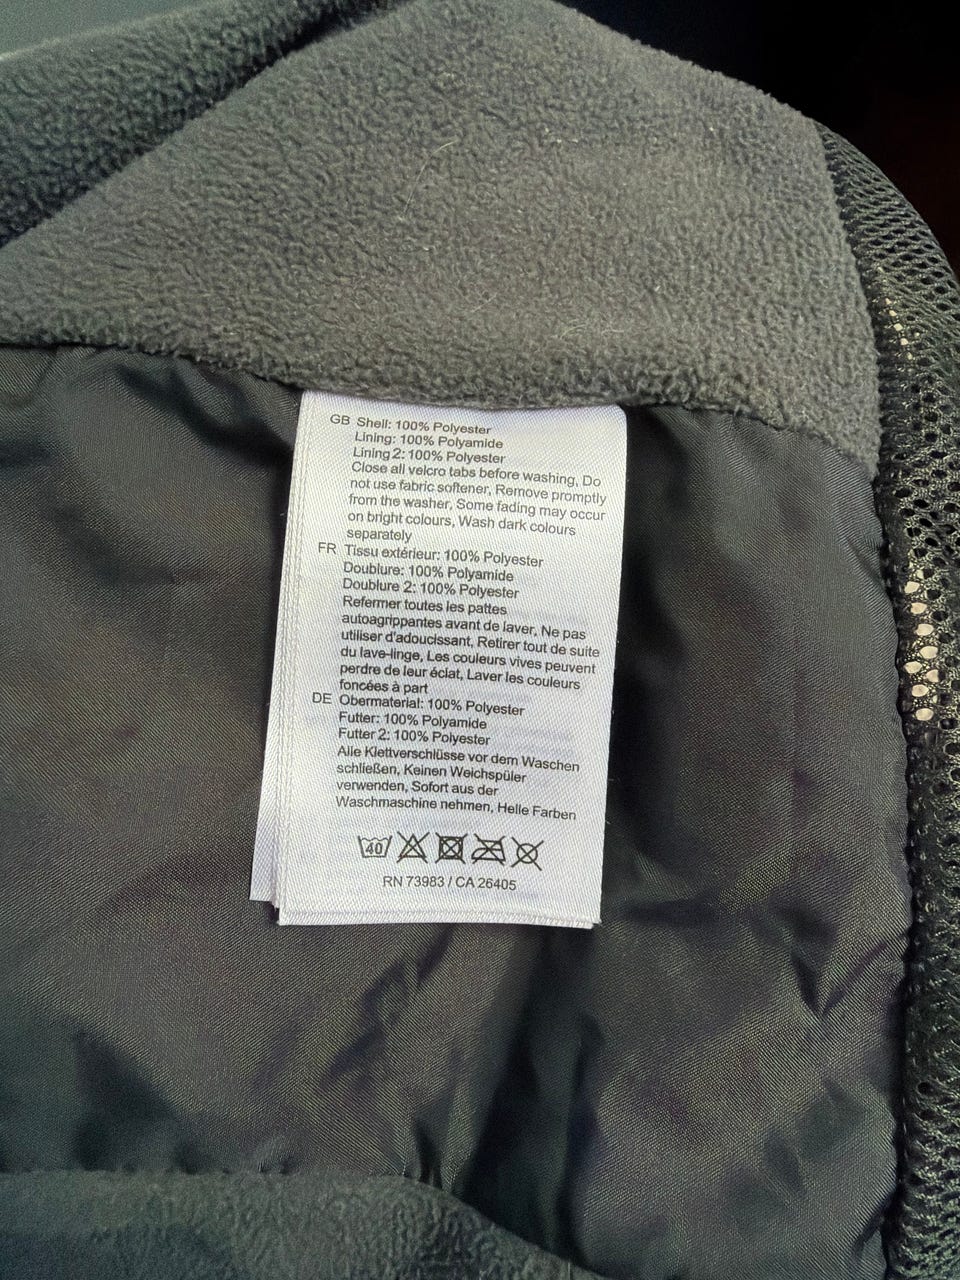 GB Shell: 100% Polyester
Lining: 100% Polyamide
Lining 2: 100% Polyester
Close all velcro tabs before washing, Do
not use fabric softener, Remove promptly
from the washer, Some fading may occur
on bright colours, Wash dark colours
separately
FR Tissu extérieur: 100% Polyester
Doublure: 100% Polyamide
Doublure 2: 100% Polyester
Refermer toutes les pattes
autoagrippantes avant de laver, Ne pas
utiliser d'adoucissant, Retirer tout de suite
du lave-linge, Les couleurs vives peuvent
perdre de leur éclat, Laver les couleurs
foncées à part
DE Obermaterial: 100% Polyester
Futter: 100% Polyamide
Futter 2: 100% Polyester
Alle Klettverschlüsse vor dem Waschen
schließen, Keinen Weichspüler
verwenden, Sofort aus der
Waschmaschine nehmen, Helle Farben
40
RN 73983 / CA 26405